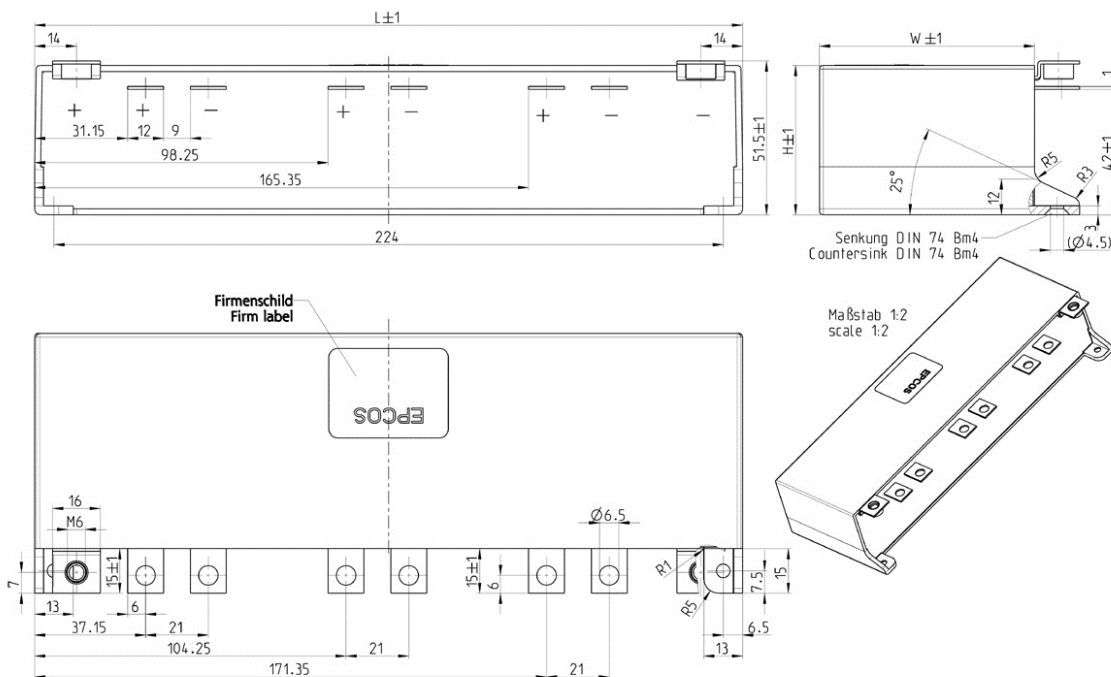 L±1
14
14
+
+
−
+
−
+
−
−
31.15
12
9
98.25
165.35
224
51.5±1
W±1
H±1
1
42±1
25°
R5
R3
12
3
(Ø4.5)
Senkung DIN 74 Bm4
Countersink DIN 74 Bm4
Firmenschild
Firm label
EPCOS
Maßstab 1:2
scale 1:2
EPCOS
16
M6
7
13
15±1
6
37.15
21
104.25
21
171.35
21
15±1
6
Ø6.5
R1
R5
7.5
15
6.5
13